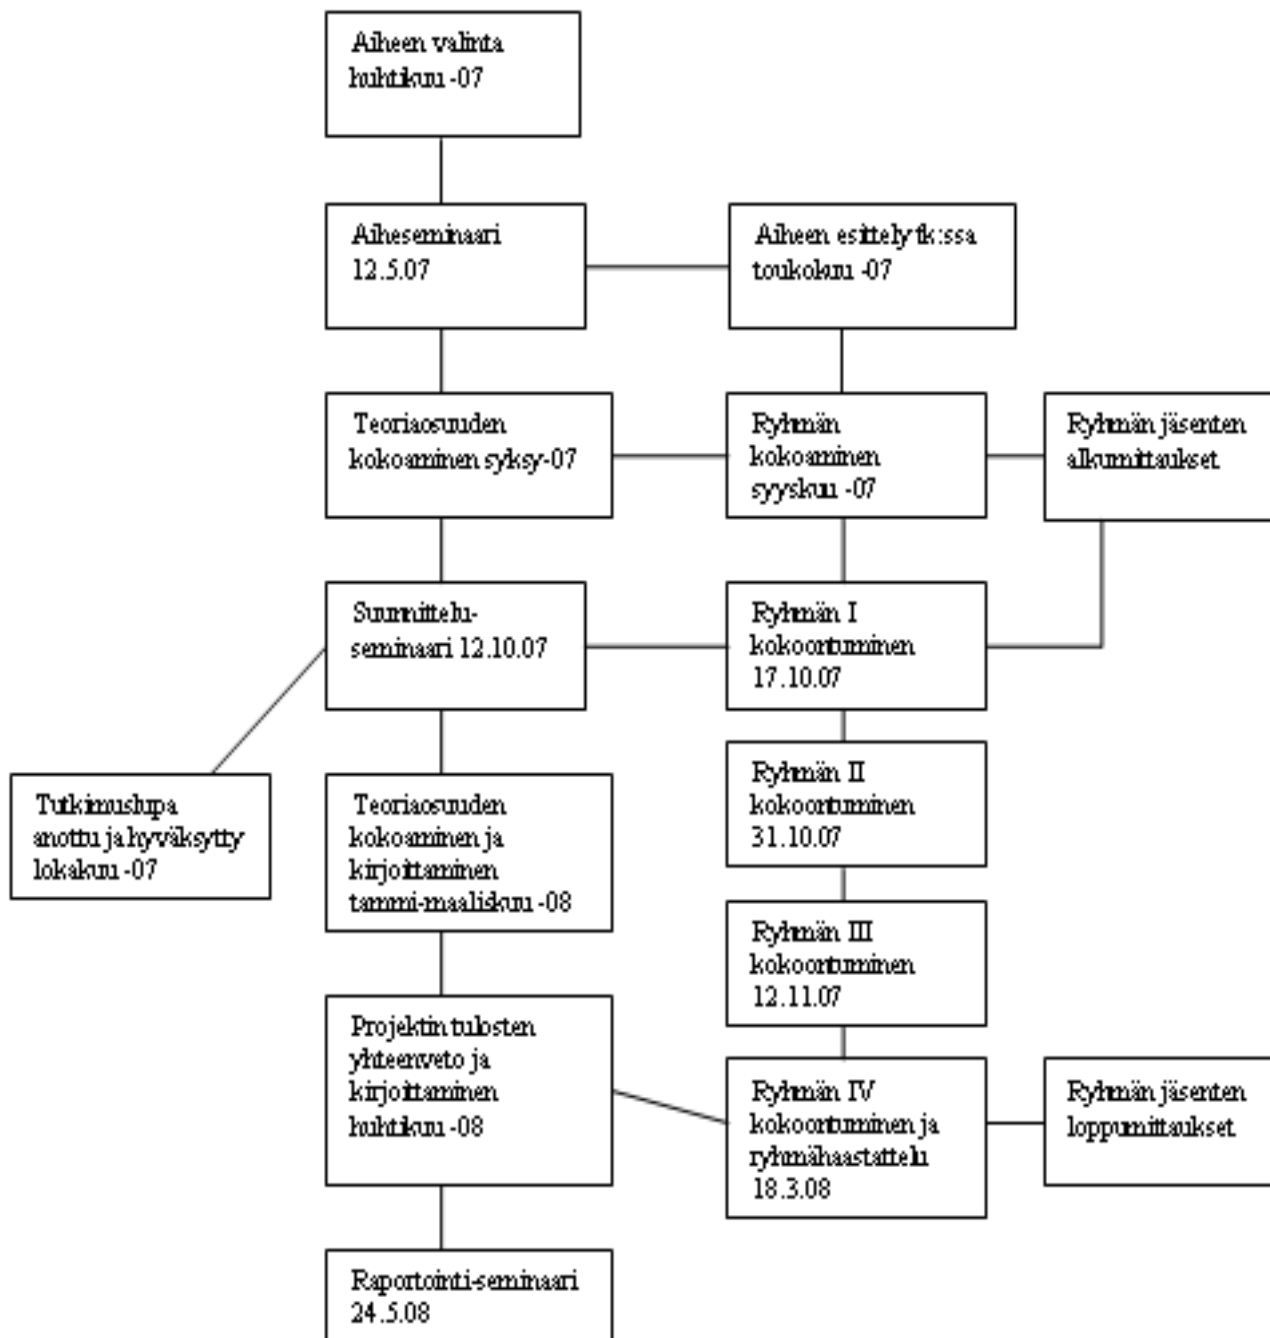 Aiheen valinta
huhtikuu -07
Aiheseminaari
12.5.07
Aiheen esittely tk:ssa
toukokuu -07
Teoriaosuuden
kokoaminen syksy-07
Ryhmän
kokoaminen
syyskuu -07
Ryhmän jäsenten
alkumittaukset
Suunnittelu-
seminaari 12.10.07
Ryhmän I
kokoontuminen
17.10.07
Tutkimuslupa
anottu ja hyväksytty
lokakuu -07
Teoriaosuuden
kokoaminen ja
kirjoittaminen
tammi-maaliskuu -08
Ryhmän II
kokoontuminen
31.10.07
Ryhmän III
kokoontuminen
12.11.07
Projektin tulosten
yhteenveto ja
kirjoittaminen
huhtikuu -08
Ryhmän IV
kokoontuminen ja
ryhmähaastattelu
18.3.08
Ryhmän jäsenten
loppumittaukset
Raportointi-seminaari
24.5.08